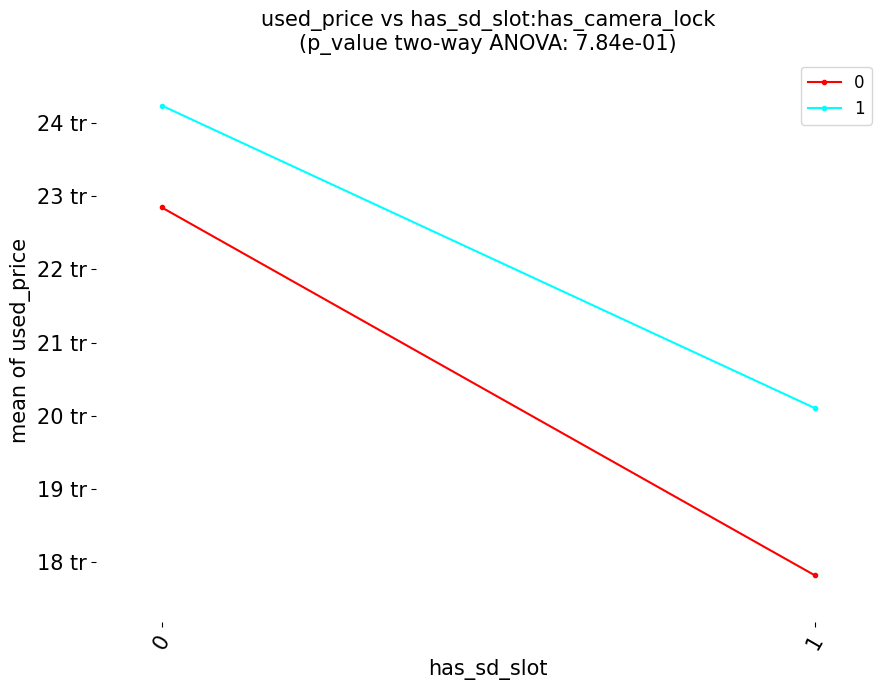 used_price vs has_sd_slot:has_camera_lock
(p_value two-way ANOVA: 7.84e-01)
0
1
24 tr
23 tr
22 tr
21 tr
20 tr
19 tr
18 tr
mean of used_price
0
1
has_sd_slot